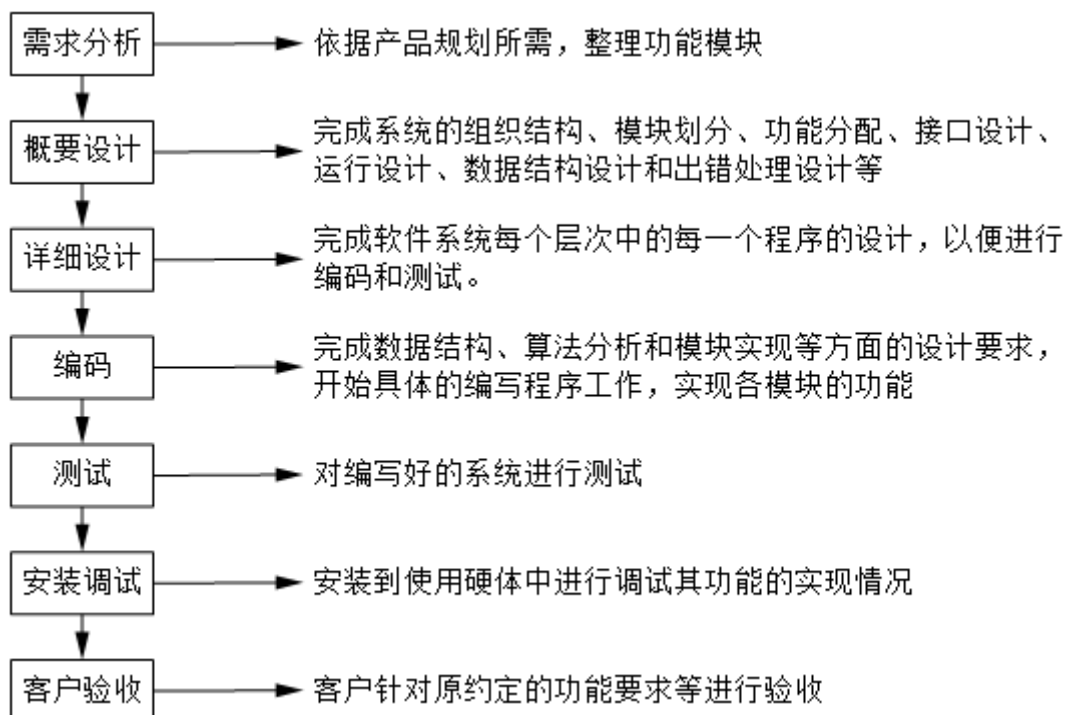 需求分析
依据产品规划所需，整理功能模块
概要设计
完成系统的组织结构、模块划分、功能分配、接口设计、
运行设计、数据结构设计和出错处理设计等
详细设计
完成软件系统每个层次中的每一个程序的设计，以便进行
编码和测试。
编码
完成数据结构、算法分析和模块实现等方面的设计要求，
开始具体的编写程序工作，实现各模块的功能
测试
对编写好的系统进行测试
安装调试
安装到使用硬体中进行调试其功能的实现情况
客户验收
客户针对原约定的功能要求等进行验收